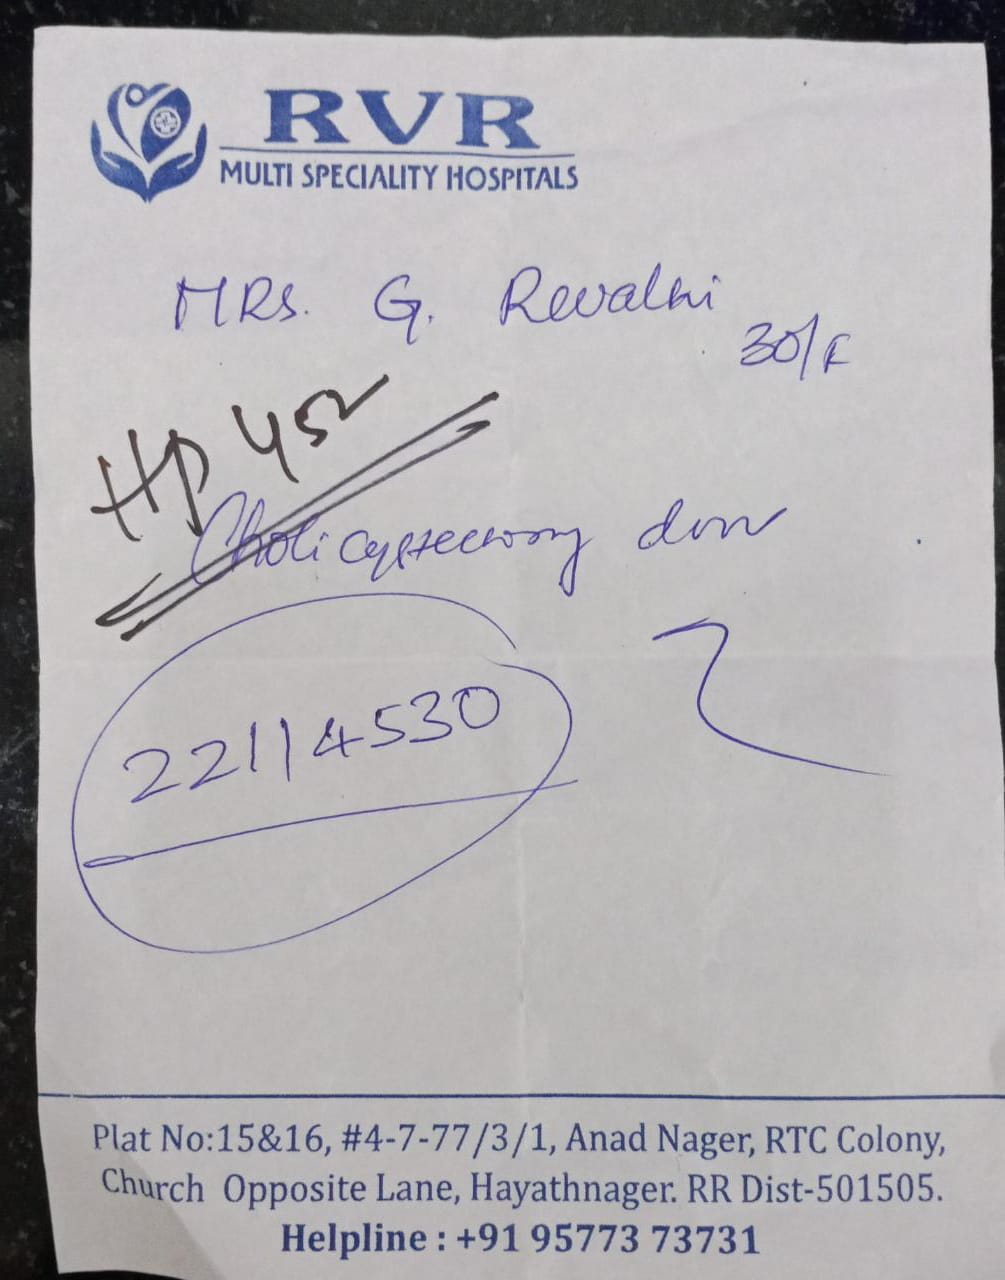 RVR
MULTI SPECIALITY HOSPITALS
MRS. G. Revathi
30/F
HP 452
Cholicystectomy done
22114530
Plat No:15&16, #4-7-77/3/1, Anad Nager, RTC Colony,
Church Opposite Lane, Hayathnager. RR Dist-501505.
Helpline : +91 95773 73731